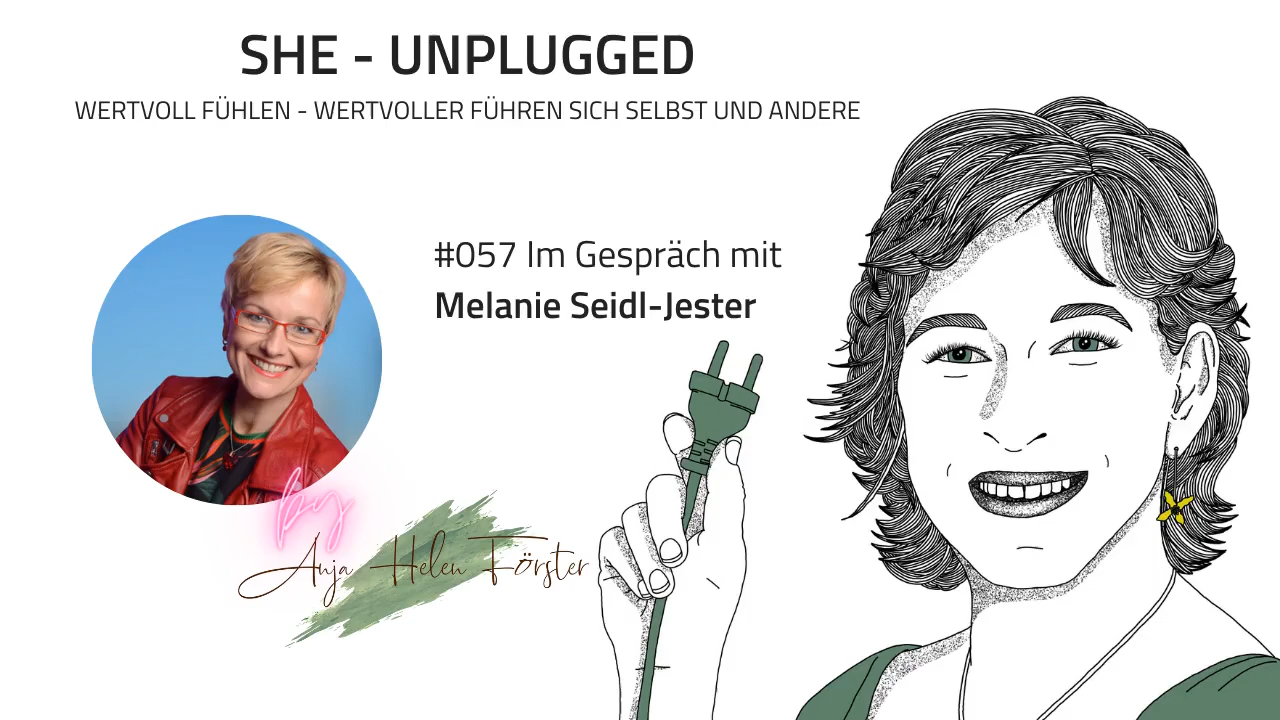 SHE - UNPLUGGED
WERTVOLL FÜHLEN - WERTVOLLER FÜHREN SICH SELBST UND ANDERE
#057 Im Gespräch mit
Melanie Seidl-Jester
by
Anja Helen Förster